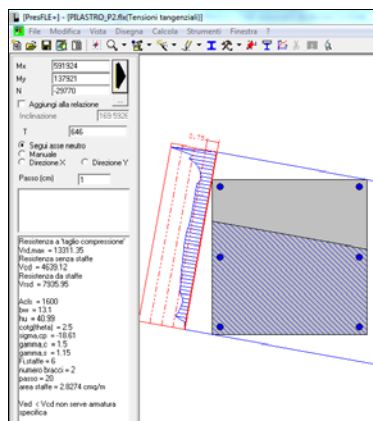 [PresFLE+] - [PILASTRO_P2.flx(Tensioni tangenziali)]
File Modifica Vista Disegna Calcola Strumenti Finestra ?
Mx 591924
My 137921
N -29770
Aggiungi alla relazione ...
Inclinazione 169.5926
T 646
Segui asse neutro
Manuale
Direzione X Direzione Y
Passo (cm) 1
Resistenza a 'taglio compressione'
Vrd,max = 13311.35
Resistenza senza staffe
Vcd = 4639.12
Resistenza da staffe
Vrsd = 7935.95
Acls = 1600
bw = 13.1
hu = 40.99
cotg(theta) = 2.5
sigma,cp = -18.61
gamma,c = 1.5
gamma,s = 1.15
Fi,staffe = 6
numero bracci = 2
passo = 20
area staffe = 2.8274 cmq/m
Ved < Vcd non serve armatura
specifica